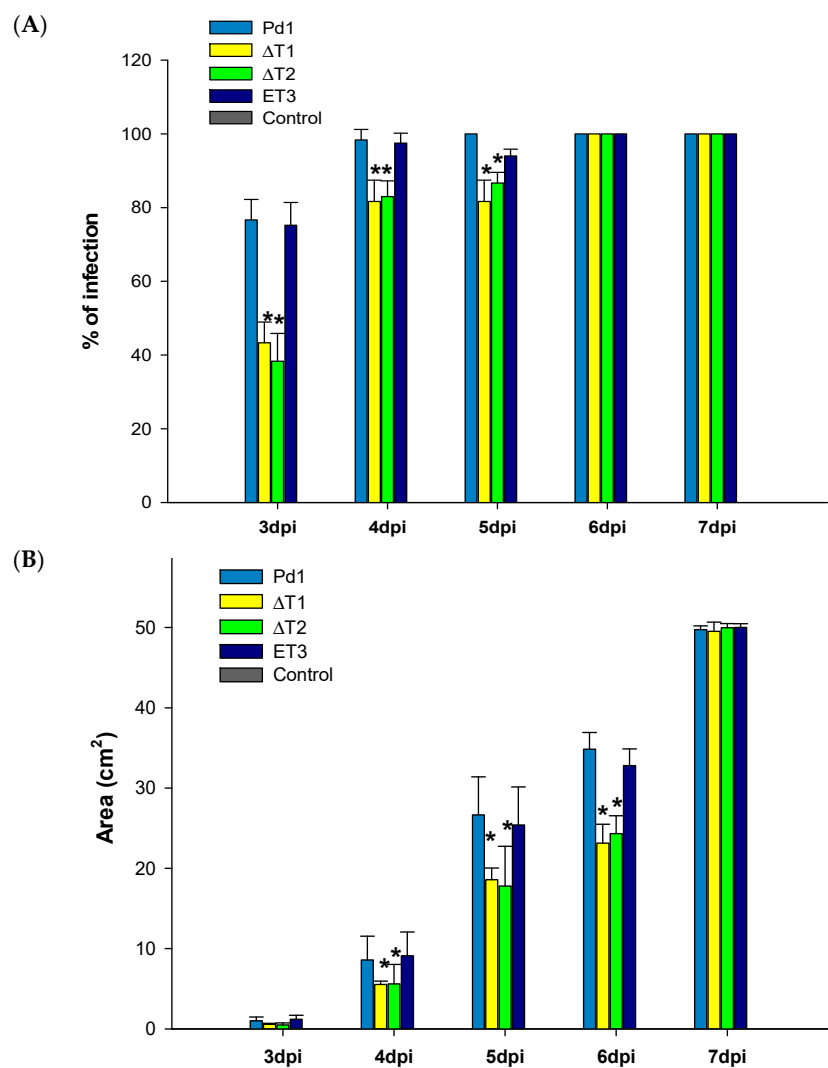 (A)
Pd1
ΔT1
ΔT2
ET3
Control
120
100
80
60
40
20
0
% of infection
* *
**
* *
3dpi 4dpi 5dpi 6dpi 7dpi
(B)
Pd1
ΔT1
ΔT2
ET3
Control
50
40
30
20
10
0
Area (cm²)
* *
* *
* *
3dpi 4dpi 5dpi 6dpi 7dpi